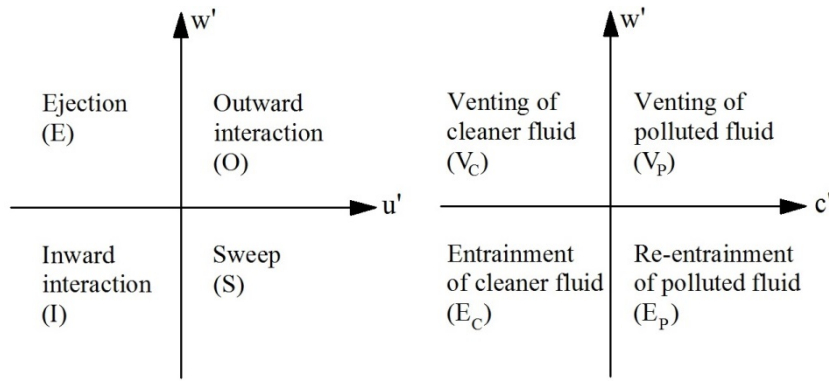 w'
Ejection
(E)
Outward
interaction
(O)
u'
Inward
interaction
(I)
Sweep
(S)
w'
Venting of
cleaner fluid
(V_C)
Venting of
polluted fluid
(V_P)
c'
Entrainment
of cleaner fluid
(E_C)
Re-entrainment
of polluted fluid
(E_P)